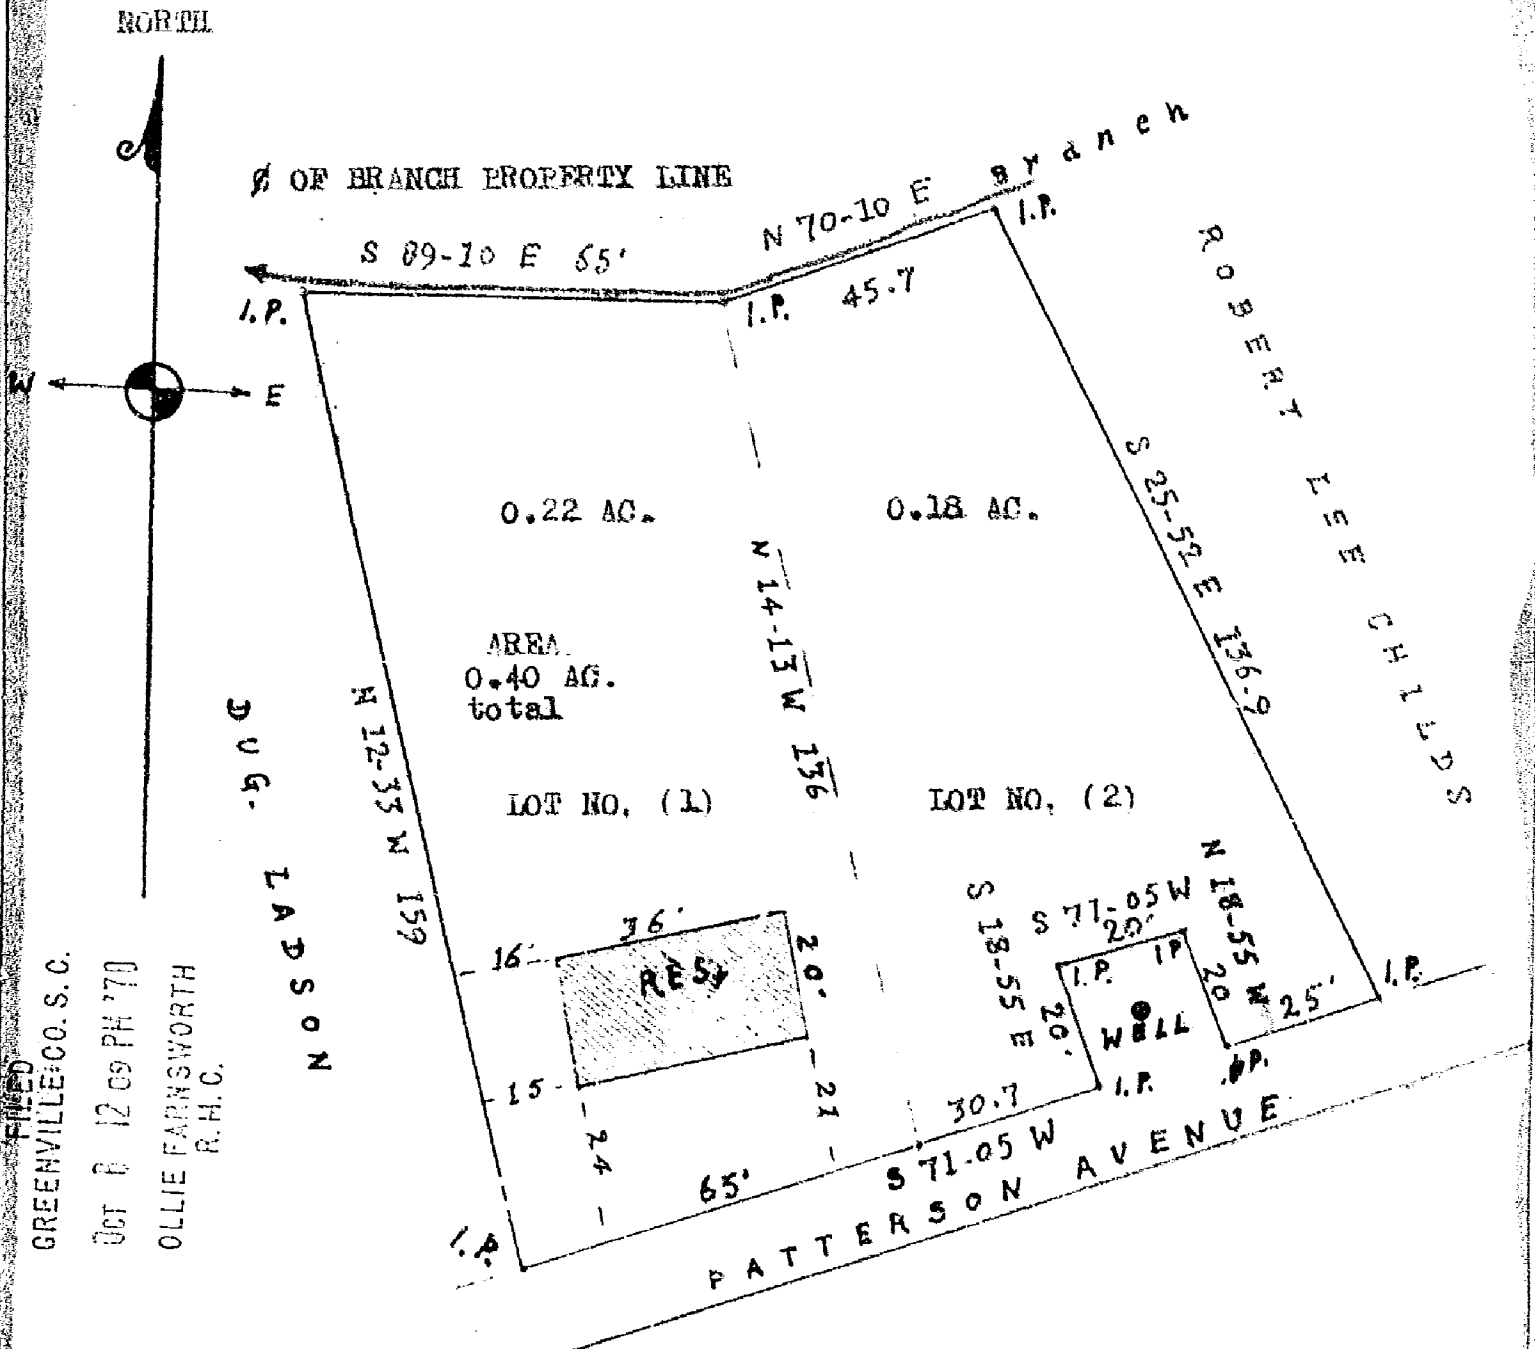 NORTH
W
E
OF BRANCH PROPERTY LINE
Branch
S 89-10 E 65'
N 70-10 E
45.7
I.P.
I.P.
I.P.
ROBERT LEE CHILDS
S 25-52 E 136.9
0.22 AC.
0.18 AC.
N 14-13 W 136
AREA
0.40 AC.
total
N 12-33 W 159
DUG. LADSON
LOT NO. (1)
LOT NO. (2)
36'
16'
RES.
20'
15
24
21
S 18-55 E
20'
S 71-05 W
20'
I.P.
IP
N 18-55 W
20
WELL
25'
I.P.
I.P.
I.P.
30.7
S 71-05 W
65'
I.P.
PATTERSON AVENUE
FILED
GREENVILLE CO. S. C.
OCT 12 09 PM '70
OLLIE FARNSWORTH
R.M.C.